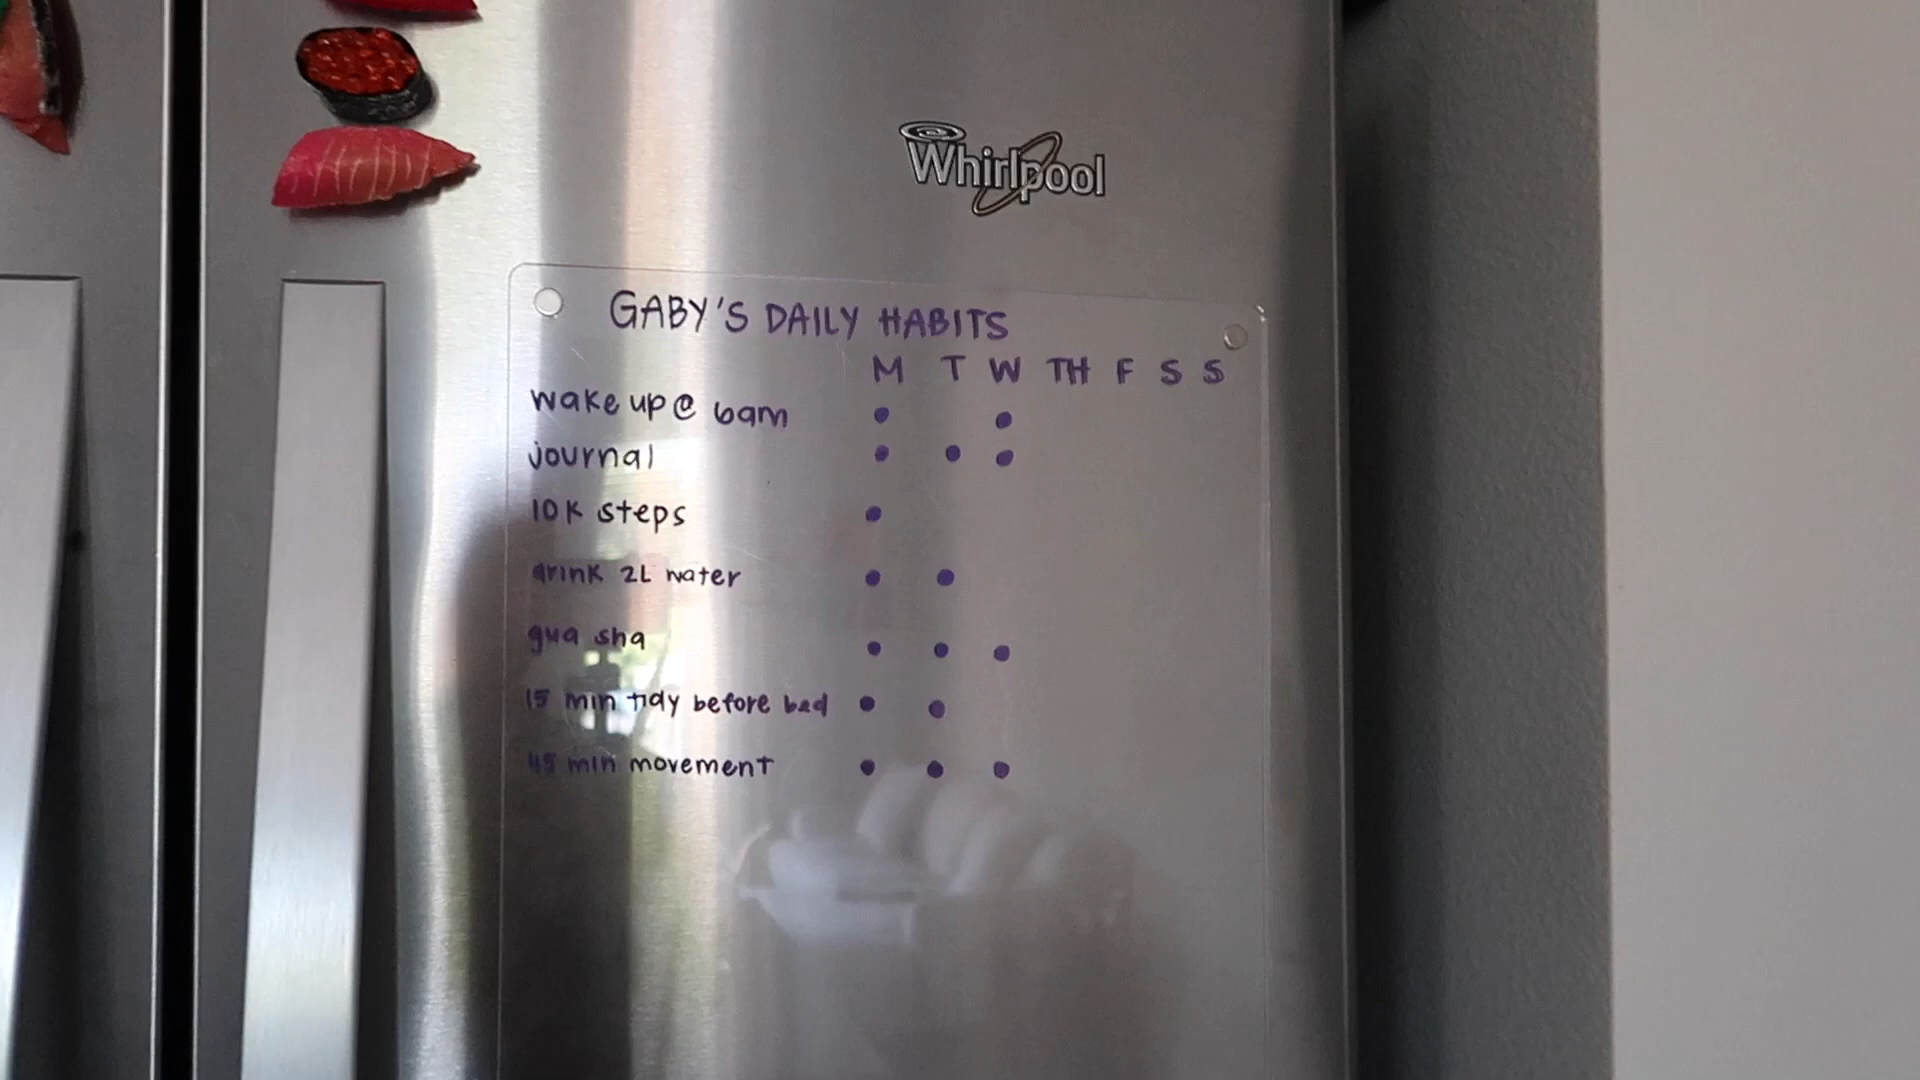 Whirlpool
GABY'S DAILY HABITS
M T W TH F S S
wake up @ 6am • •
journal • • •
10K steps •
drink 2L water • •
gua sha • • •
15 min tidy before bed • •
45 min movement • • •